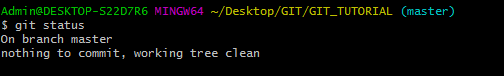 Admin@DESKTOP-S22D7R6 MINGW64 ~/Desktop/GIT/GIT_TUTORIAL (master)
$ git status
On branch master
nothing to commit, working tree clean